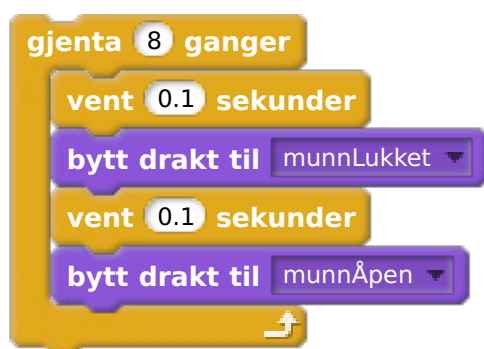 gjenta 8 ganger
vent 0.1 sekunder
bytt drakt til munnLukket
vent 0.1 sekunder
bytt drakt til munnÅpen